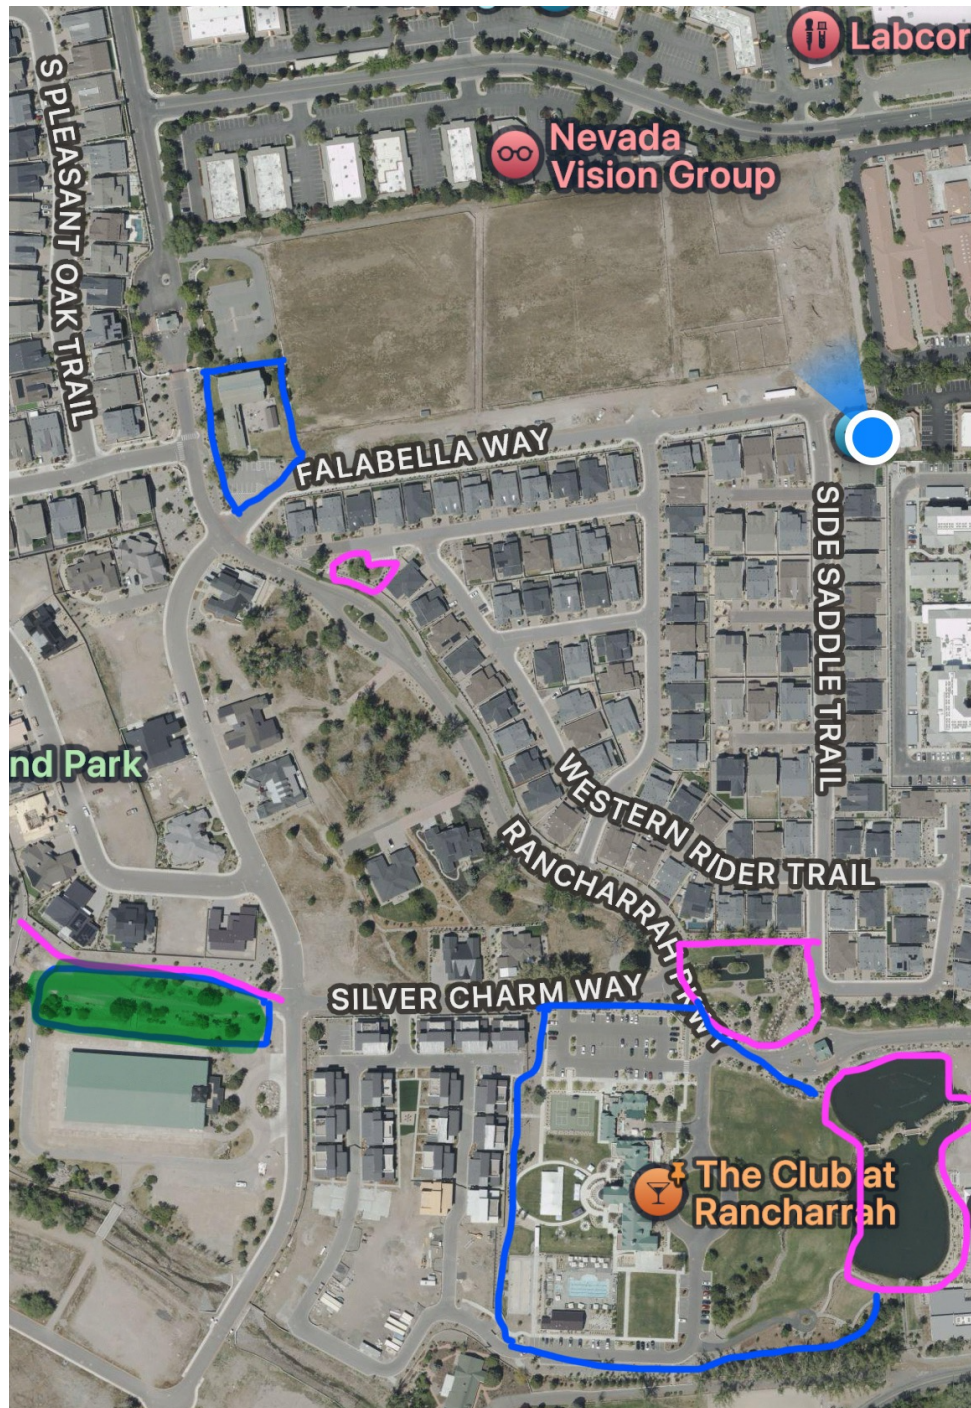 Labcor
S PLEASANT OAK TRAIL
Nevada
Vision Group
FALABELLA WAY
SIDE SADDLE TRAIL
nd Park
WESTERN RIDER TRAIL
RANCHARRAH PKWY
SILVER CHARM WAY
The Club at
Rancharrah